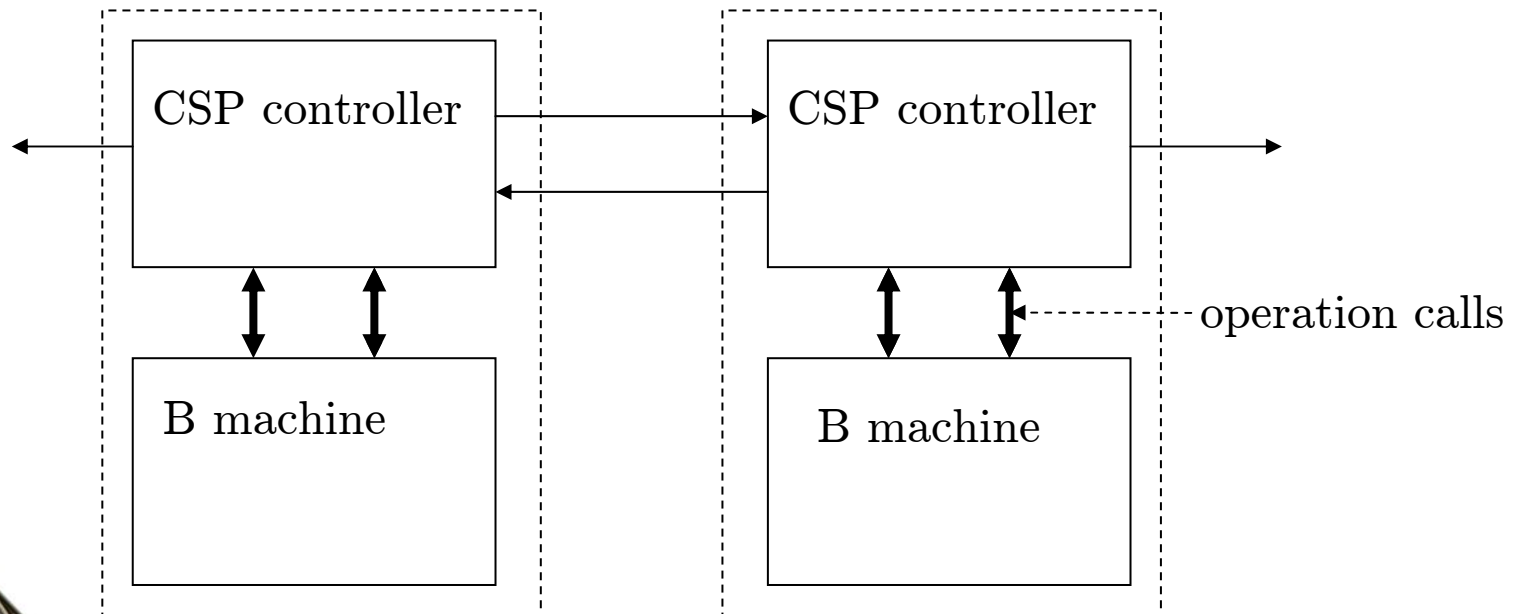 CSP controller
CSP controller
operation calls
B machine
B machine